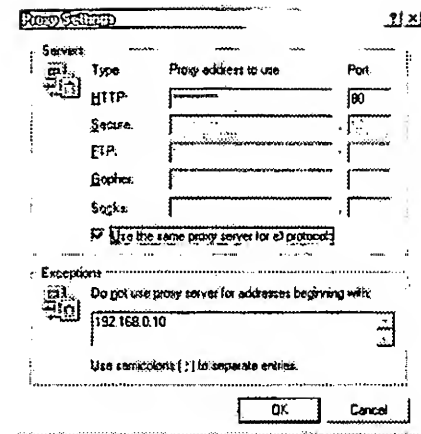 Proxy Settings ? ×
Servers
Type Proxy address to use Port
HTTP: 80
Secure:
FTP:
Gopher:
Socks:
Use the same proxy server for all protocols
Exceptions
Do not use proxy server for addresses beginning with:
192.168.0.10
Use semicolons ( ; ) to separate entries.
OK Cancel